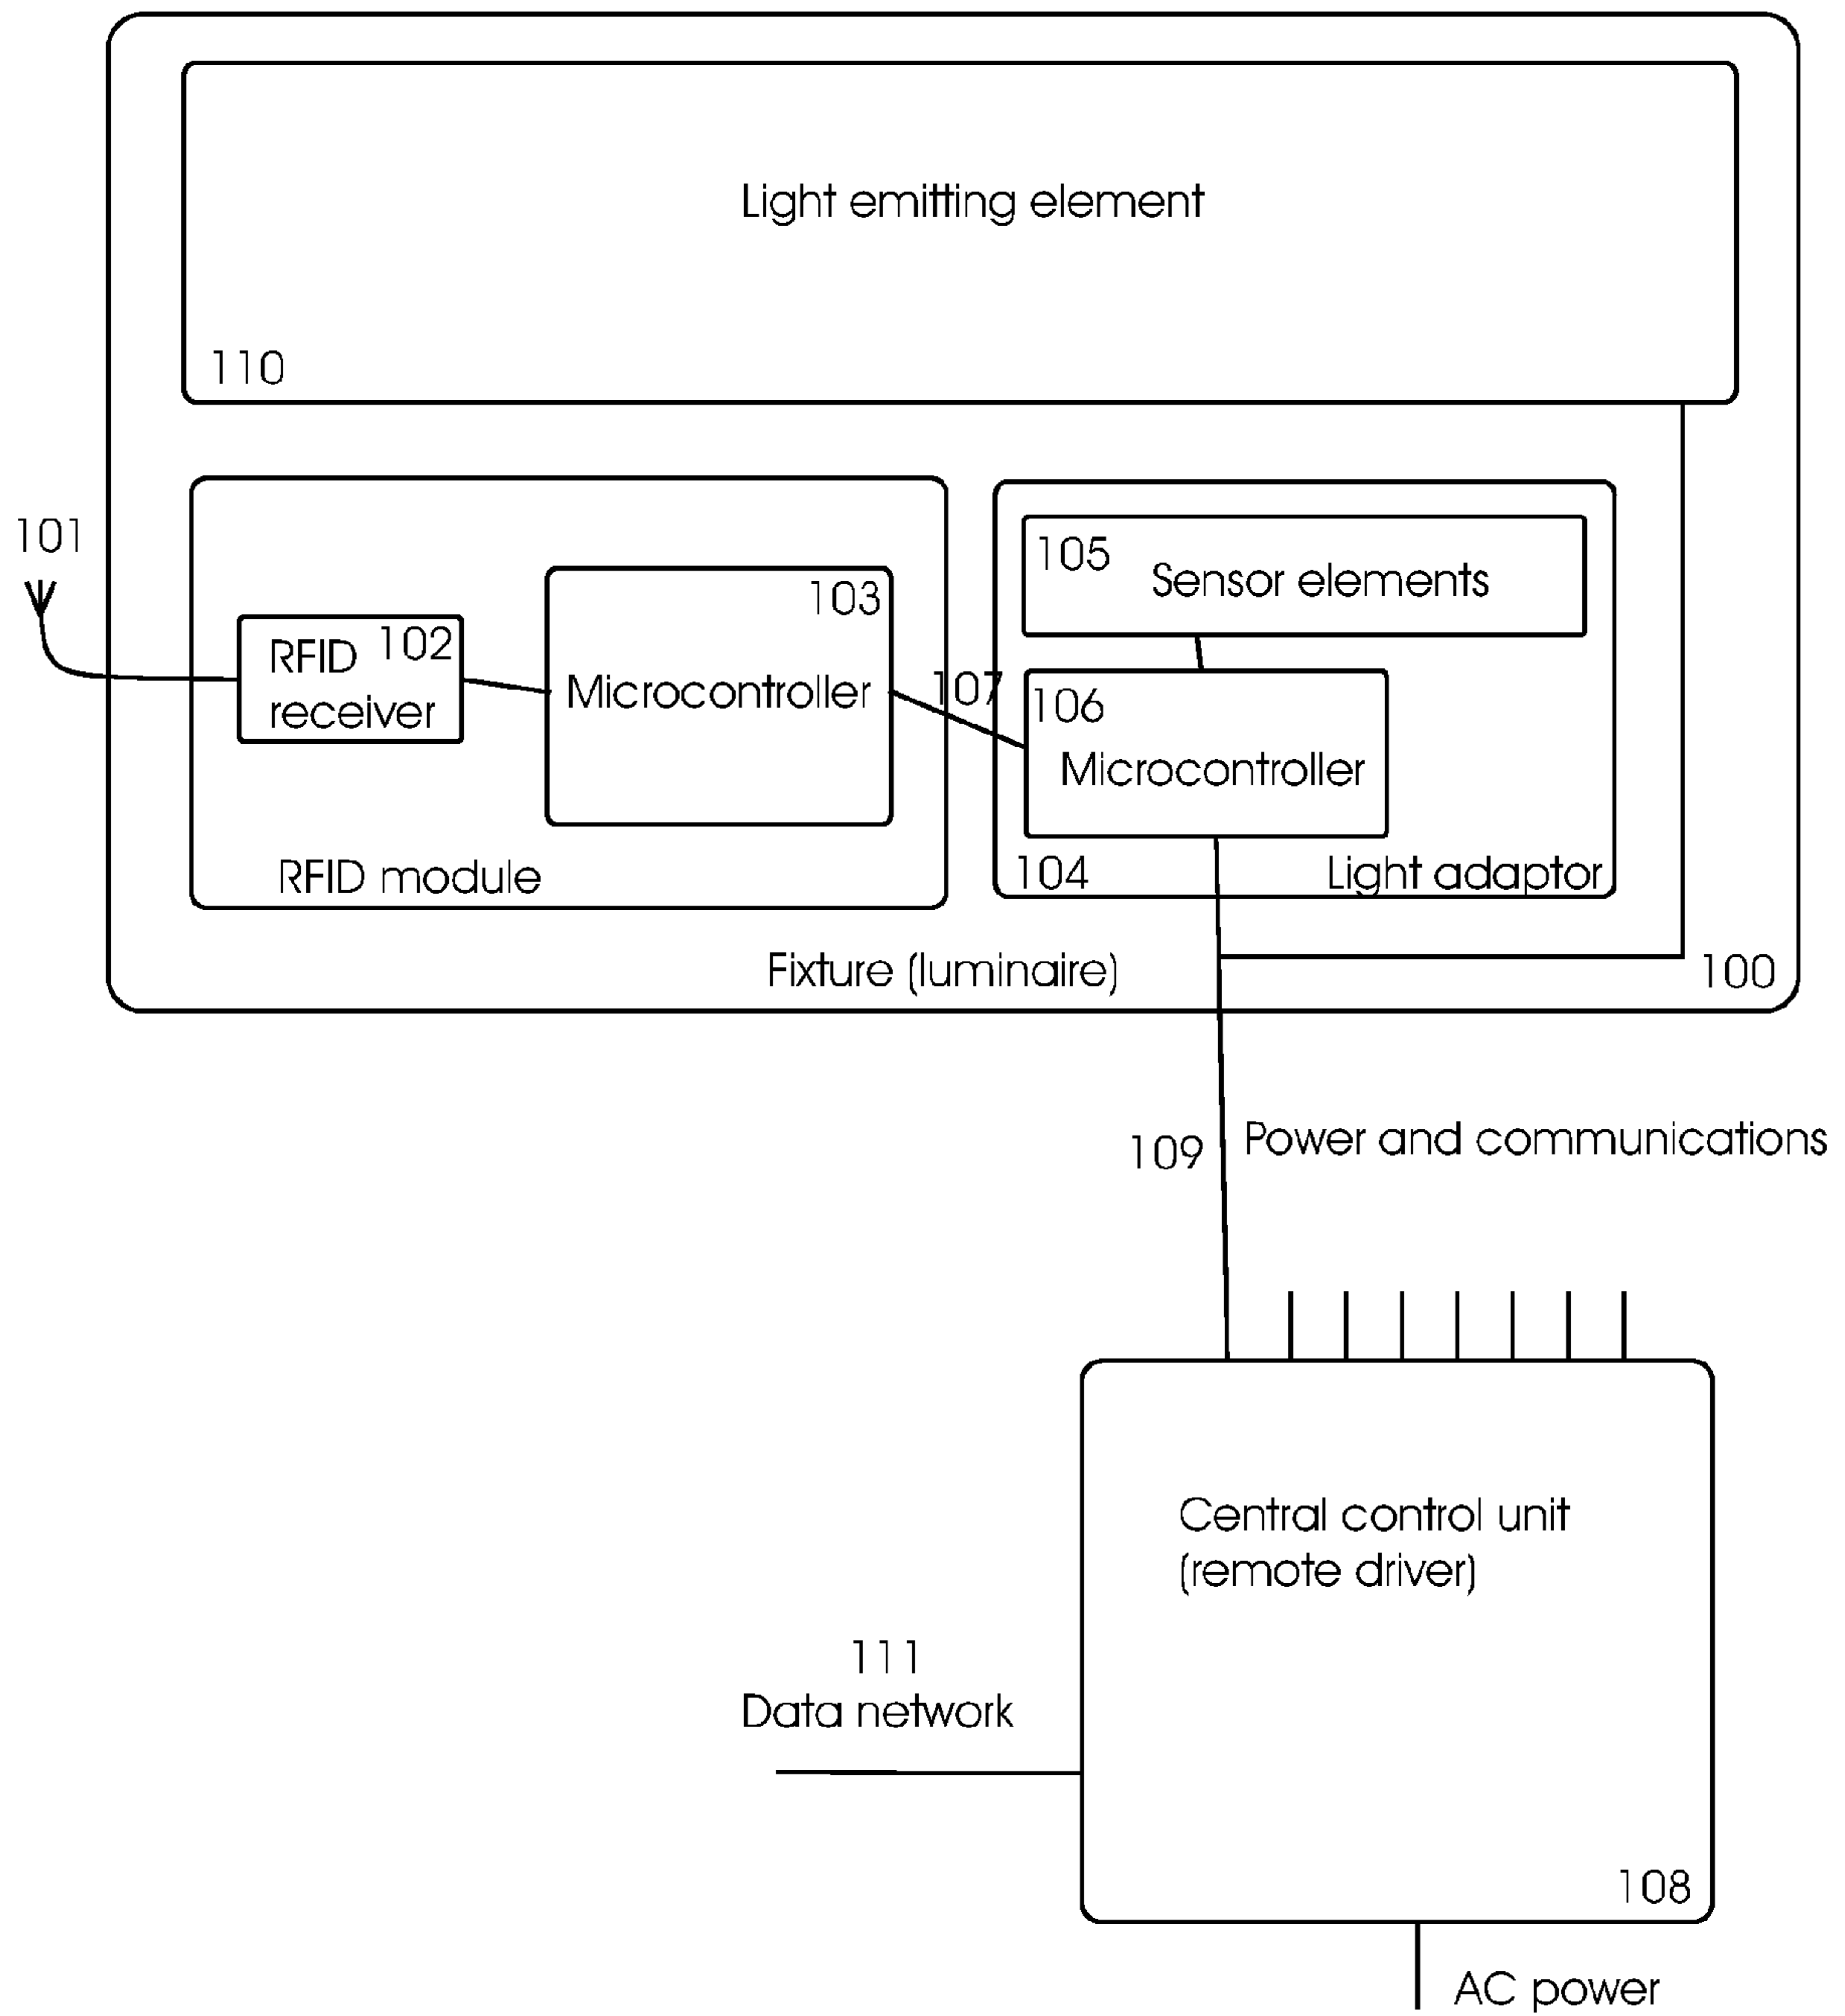 Light emitting element
110
101
105
Sensor elements
103
RFID 102
receiver
Microcontroller
107
106
Microcontroller
RFID module
104
Light adaptor
Fixture (luminaire)
100
109
Power and communications
Central control unit
(remote driver)
111
Data network
108
AC power